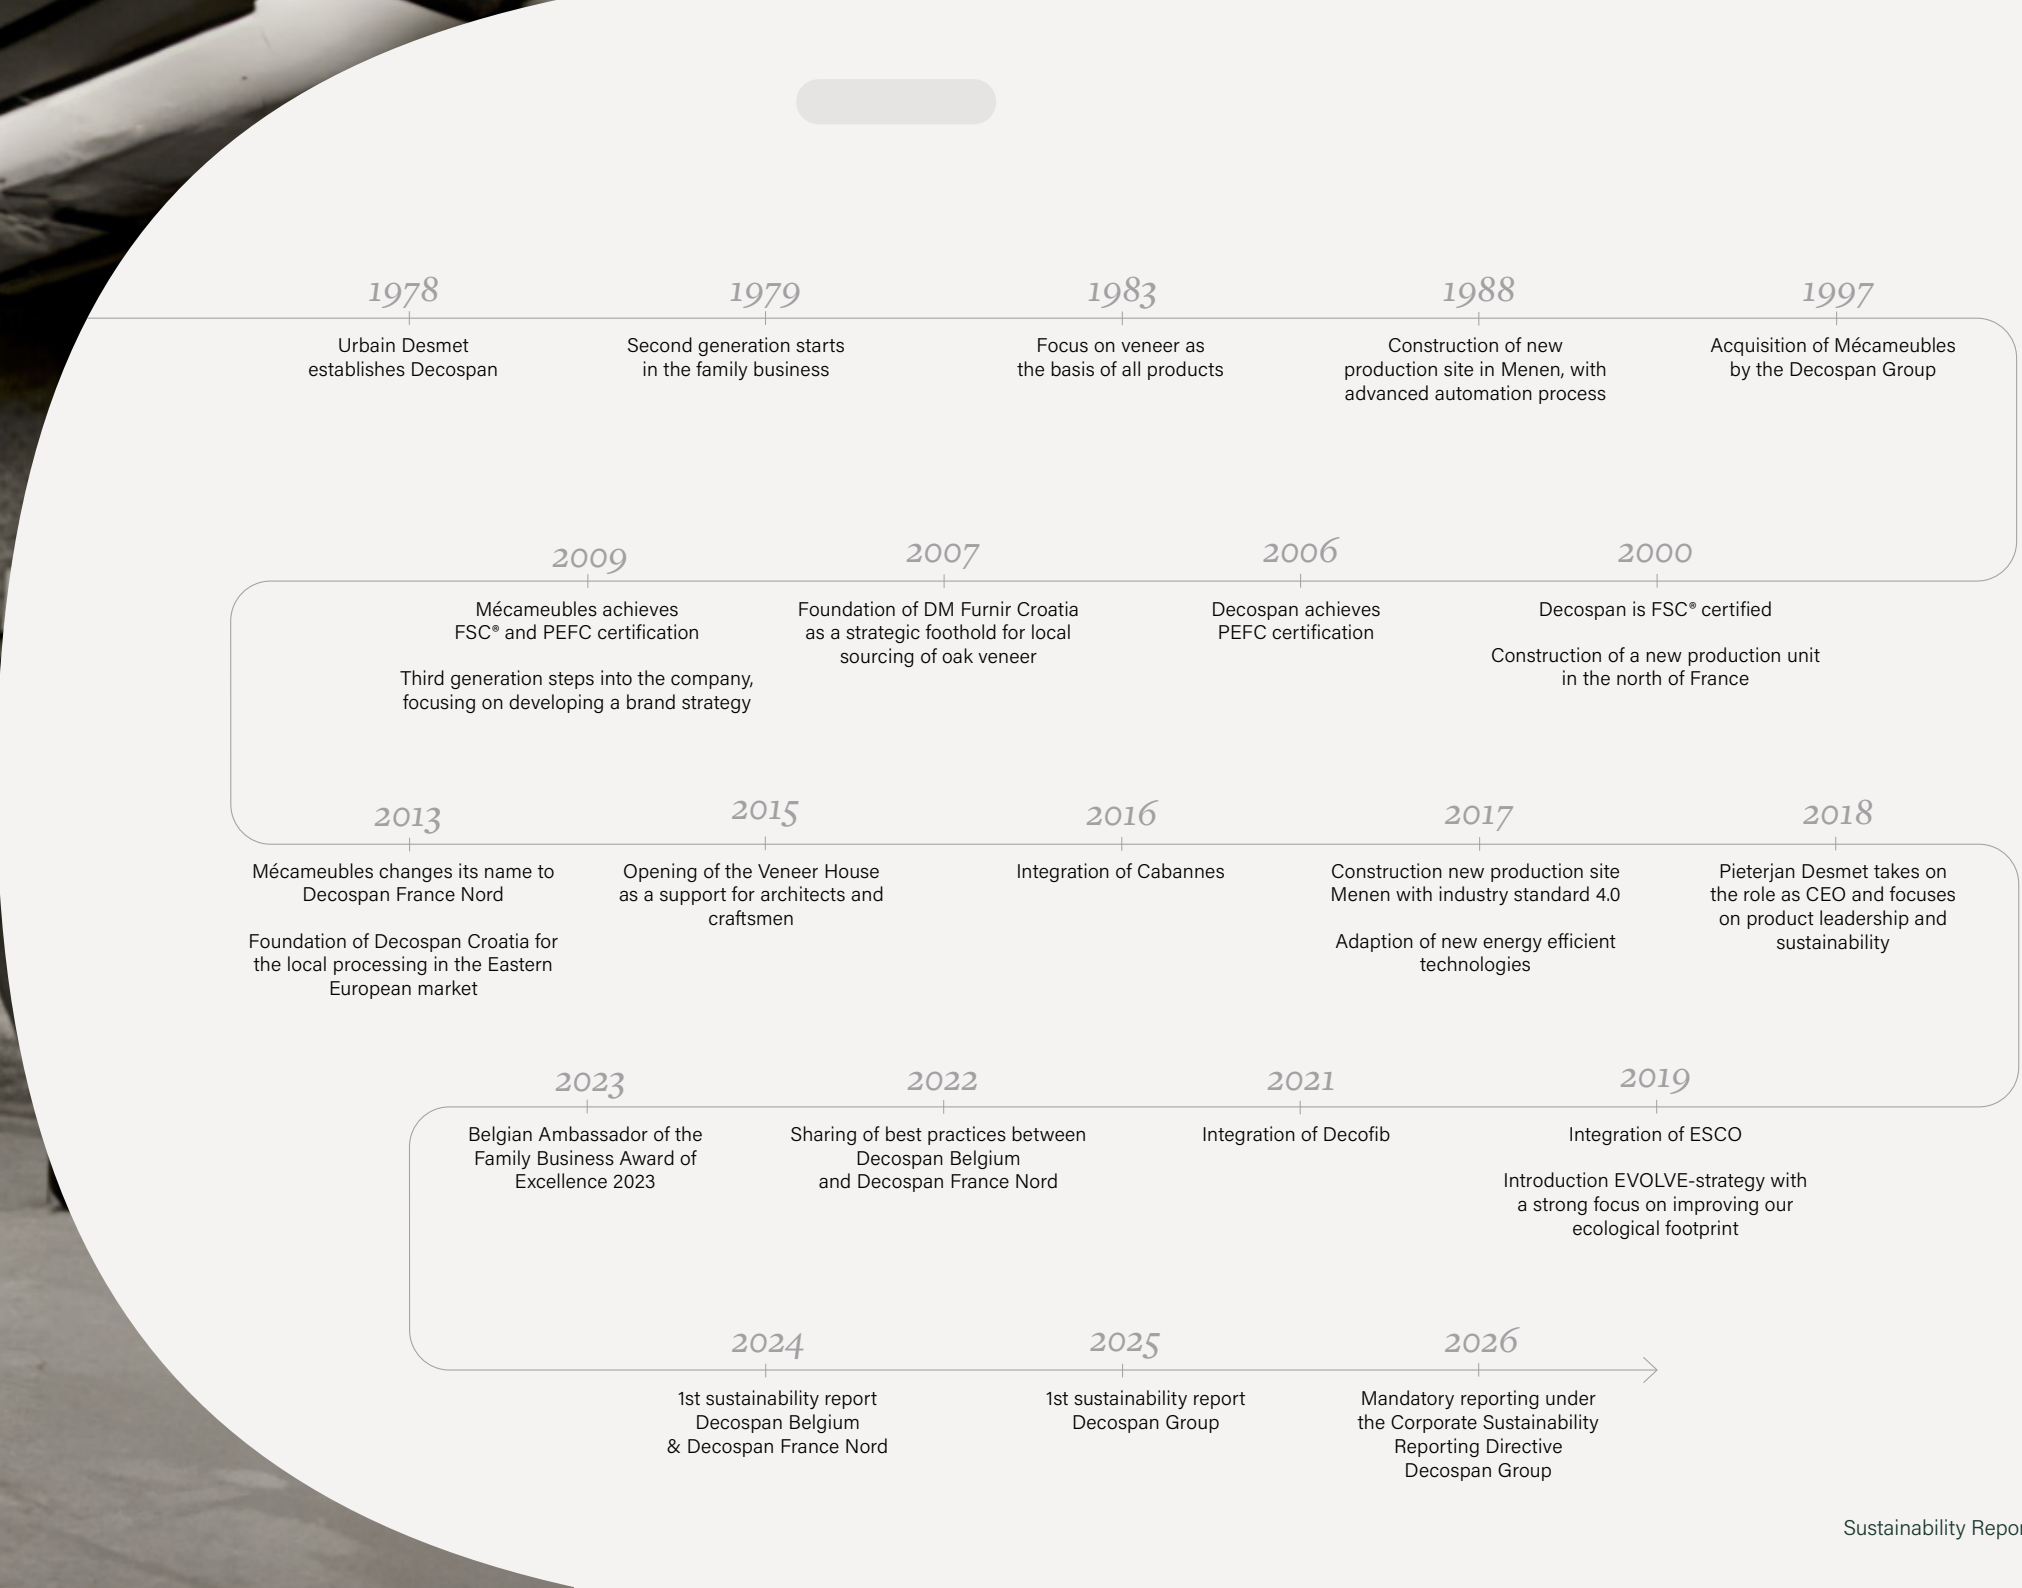 1978
Urbain Desmet
establishes Decospan
1979
Second generation starts
in the family business
1983
Focus on veneer as
the basis of all products
1988
Construction of new
production site in Menen, with
advanced automation process
1997
Acquisition of Mécameubles
by the Decospan Group
2009
Mécameubles achieves
FSC® and PEFC certification
Third generation steps into the company,
focusing on developing a brand strategy
2007
Foundation of DM Furnir Croatia
as a strategic foothold for local
sourcing of oak veneer
2006
Decospan achieves
PEFC certification
2000
Decospan is FSC® certified
Construction of a new production unit
in the north of France
2013
Mécameubles changes its name to
Decospan France Nord
Foundation of Decospan Croatia for
the local processing in the Eastern
European market
2015
Opening of the Veneer House
as a support for architects and
craftsmen
2016
Integration of Cabannes
2017
Construction new production site
Menen with industry standard 4.0
Adaption of new energy efficient
technologies
2018
Pieterjan Desmet takes on
the role as CEO and focuses
on product leadership and
sustainability
2023
Belgian Ambassador of the
Family Business Award of
Excellence 2023
2022
Sharing of best practices between
Decospan Belgium
and Decospan France Nord
2021
Integration of Decofib
2019
Integration of ESCO
Introduction EVOLVE-strategy with
a strong focus on improving our
ecological footprint
2024
1st sustainability report
Decospan Belgium
& Decospan France Nord
2025
1st sustainability report
Decospan Group
2026
Mandatory reporting under
the Corporate Sustainability
Reporting Directive
Decospan Group
Sustainability Repor